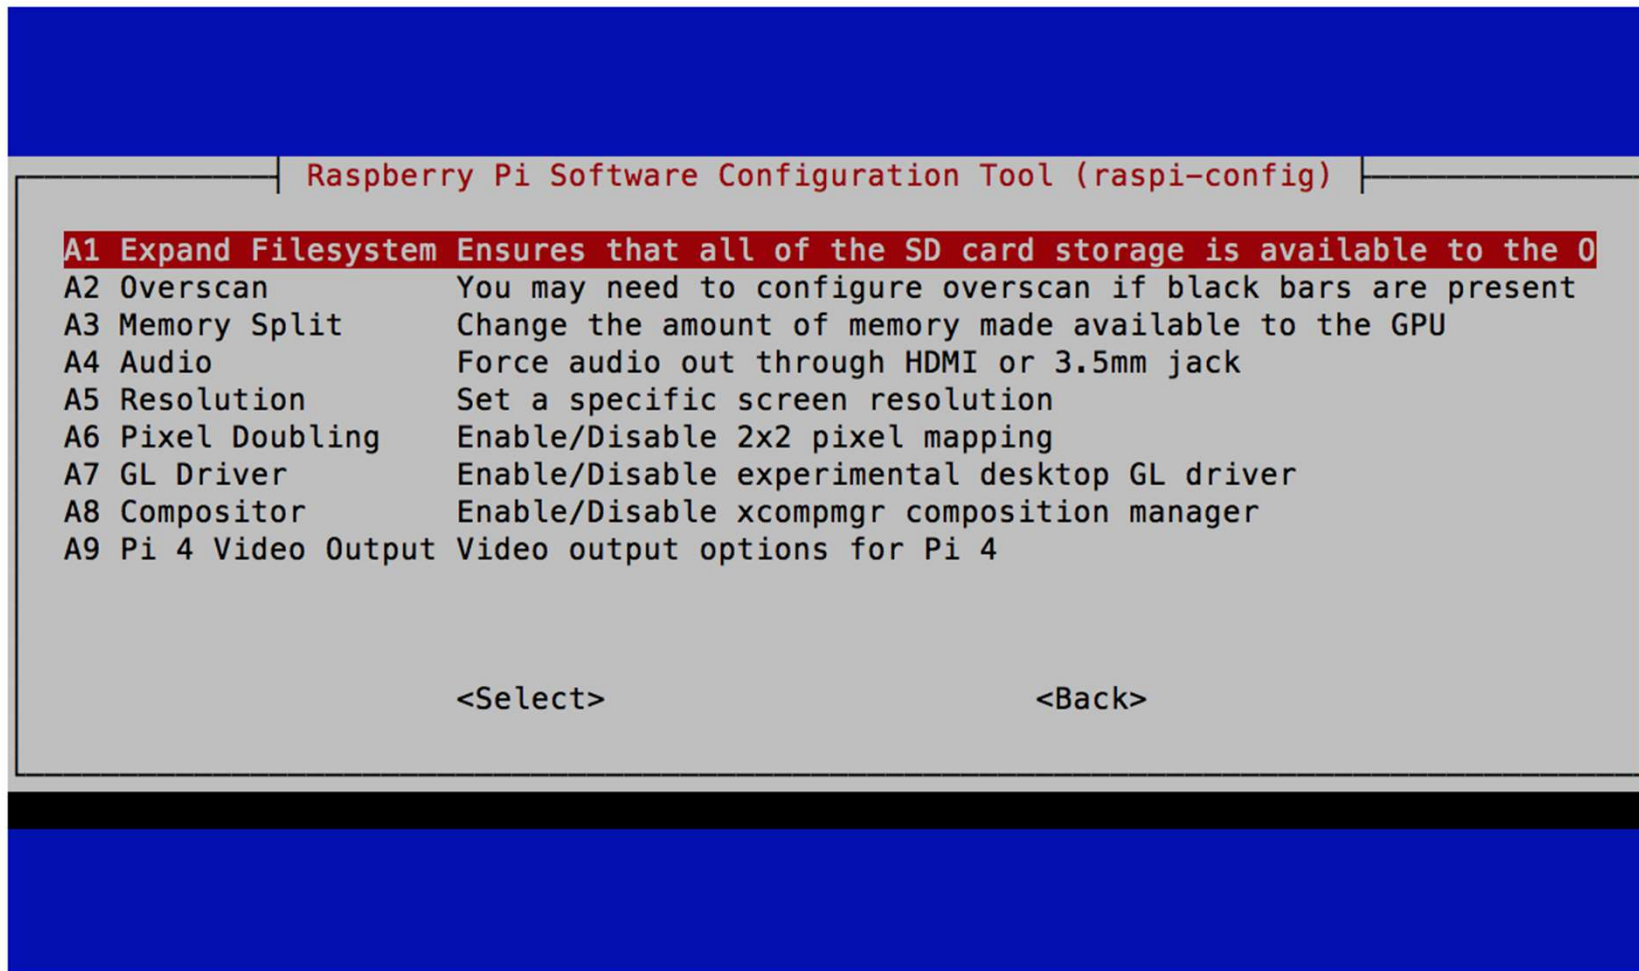 Raspberry Pi Software Configuration Tool (raspi-config)
A1 Expand Filesystem Ensures that all of the SD card storage is available to the O
A2 Overscan You may need to configure overscan if black bars are present
A3 Memory Split Change the amount of memory made available to the GPU
A4 Audio Force audio out through HDMI or 3.5mm jack
A5 Resolution Set a specific screen resolution
A6 Pixel Doubling Enable/Disable 2x2 pixel mapping
A7 GL Driver Enable/Disable experimental desktop GL driver
A8 Compositor Enable/Disable xcompmgr composition manager
A9 Pi 4 Video Output Video output options for Pi 4
<Select> <Back>